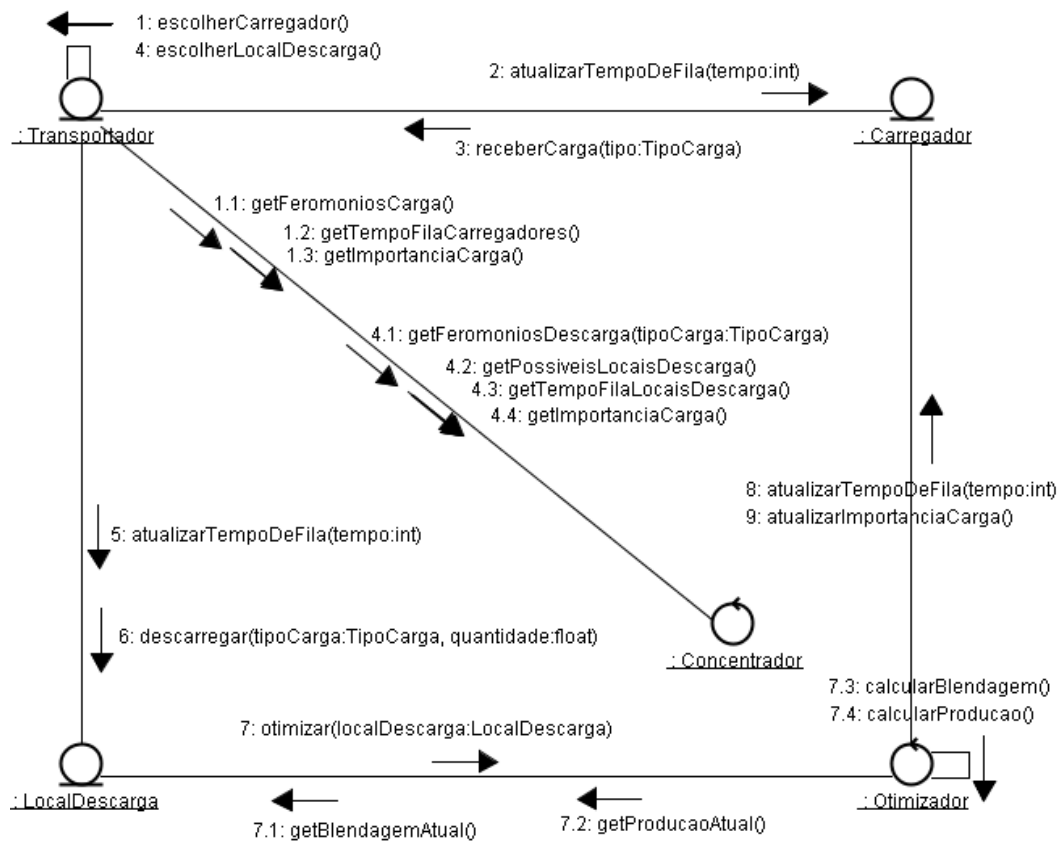 1: escolherCarregador()
4: escolherLocalDescarga()
2: atualizarTempoDeFila(tempo:int)
: Transportador
: Carregador
3: receberCarga(tipo:TipoCarga)
1.1: getFeromoniosCarga()
1.2: getTempoFilaCarregadores()
1.3: getImportanciaCarga()
4.1: getFeromoniosDescarga(tipoCarga:TipoCarga)
4.2: getPossiveisLocaisDescarga()
4.3: getTempoFilaLocaisDescarga()
4.4: getImportanciaCarga()
8: atualizarTempoDeFila(tempo:int)
9: atualizarImportanciaCarga()
5: atualizarTempoDeFila(tempo:int)
6: descarregar(tipoCarga:TipoCarga, quantidade:float)
: Concentrador
7.3: calcularBlendagem()
7.4: calcularProducao()
7: otimizar(localDescarga:LocalDescarga)
: LocalDescarga
: Otimizador
7.1: getBlendagemAtual()
7.2: getProducaoAtual()